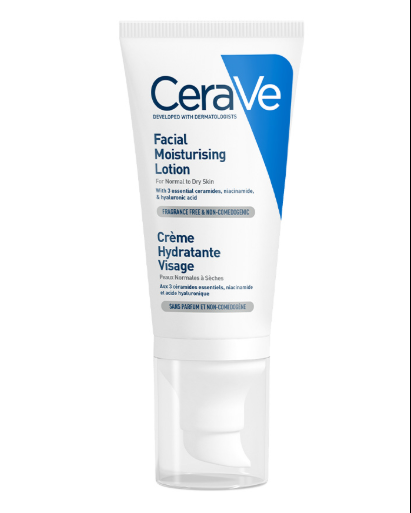 CeraVe
DEVELOPED WITH DERMATOLOGISTS
Facial
Moisturising
Lotion
For Normal to Dry Skin
With 3 essential ceramides, niacinamide,
& hyaluronic acid
FRAGRANCE FREE & NON-COMEDOGENIC
Crème
Hydratante
Visage
Peaux Normales à Sèches
Aux 3 céramides essentiels, niacinamide
et acide hyaluronique
SANS PARFUM ET NON-COMÉDOGÈNE